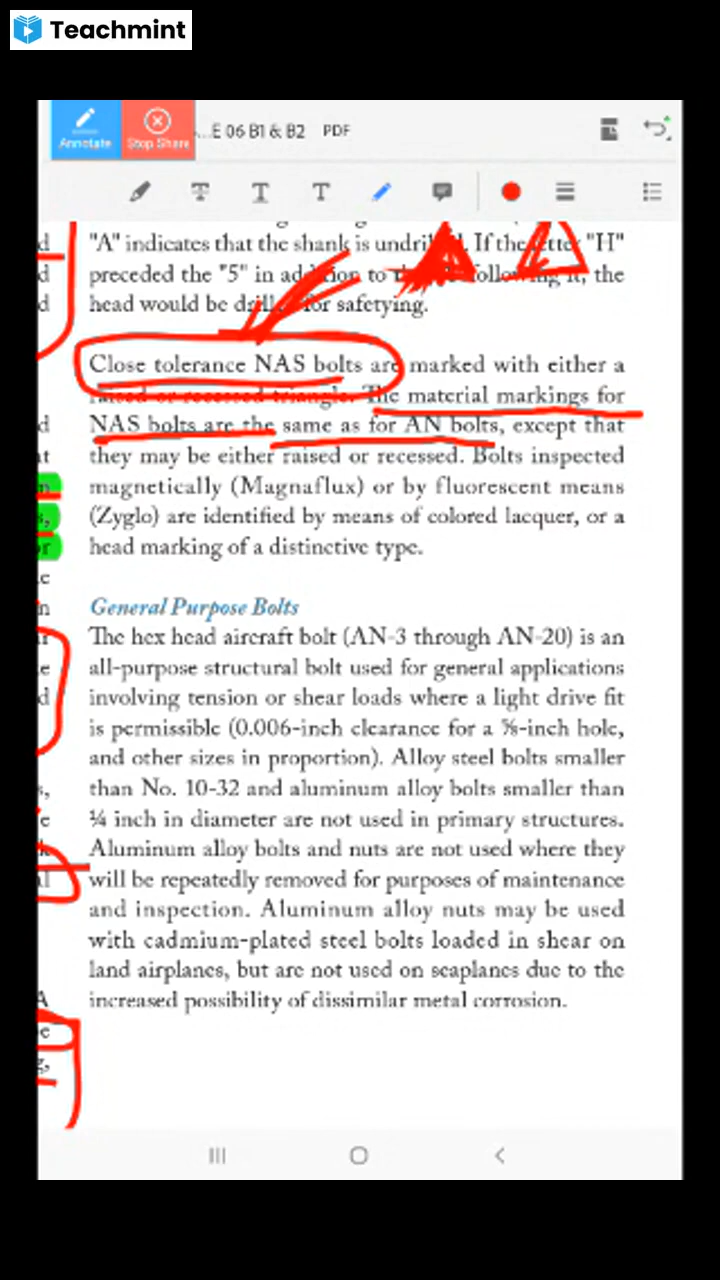 Teachmint
Annotate
Stop Share
...E 06 B1 & B2 PDF
"A" indicates that the shank is undrilled. If the letter "H"
preceded the "5" in addition to the following it, the
head would be drilled for safetying.
Close tolerance NAS bolts are marked with either a
raised or recessed triangle. The material markings for
NAS bolts are the same as for AN bolts, except that
they may be either raised or recessed. Bolts inspected
magnetically (Magnaflux) or by fluorescent means
(Zyglo) are identified by means of colored lacquer, or a
head marking of a distinctive type.
General Purpose Bolts
The hex head aircraft bolt (AN-3 through AN-20) is an
all-purpose structural bolt used for general applications
involving tension or shear loads where a light drive fit
is permissible (0.006-inch clearance for a ⅝-inch hole,
and other sizes in proportion). Alloy steel bolts smaller
than No. 10-32 and aluminum alloy bolts smaller than
¼ inch in diameter are not used in primary structures.
Aluminum alloy bolts and nuts are not used where they
will be repeatedly removed for purposes of maintenance
and inspection. Aluminum alloy nuts may be used
with cadmium-plated steel bolts loaded in shear on
land airplanes, but are not used on seaplanes due to the
increased possibility of dissimilar metal corrosion.